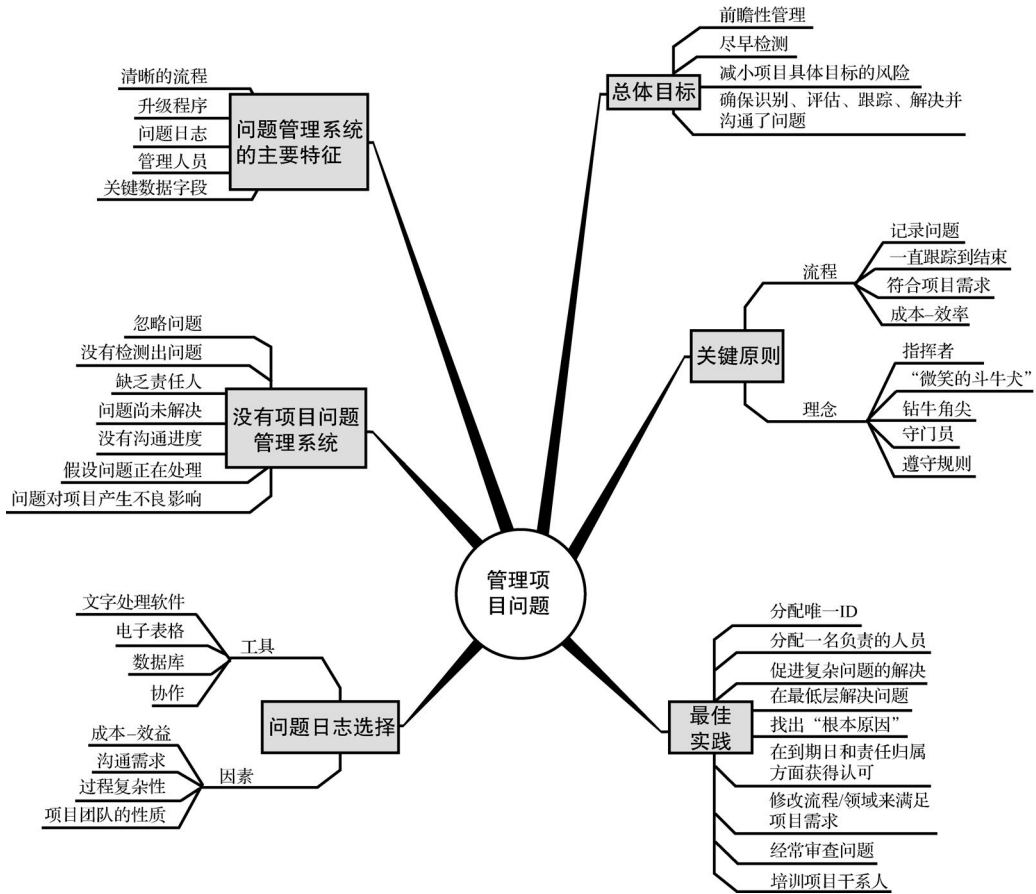 管理项
目问题
总体目标
前瞻性管理
尽早检测
减小项目具体目标的风险
确保识别、评估、跟踪、解决并
沟通了问题
关键原则
流程
记录问题
一直跟踪到结束
符合项目需求
成本–效率
理念
指挥者
“微笑的斗牛犬”
钻牛角尖
守门员
遵守规则
最佳
实践
分配唯一ID
分配一名负责的人员
促进复杂问题的解决
在最低层解决问题
找出“根本原因”
在到期日和责任归属
方面获得认可
修改流程/领域来满足
项目需求
经常审查问题
培训项目干系人
问题管理系统
的主要特征
清晰的流程
升级程序
问题日志
管理人员
关键数据字段
没有项目问题
管理系统
忽略问题
没有检测出问题
缺乏责任人
问题尚未解决
没有沟通进度
假设问题正在处理
问题对项目产生不良影响
问题日志选择
工具
文字处理软件
电子表格
数据库
协作
因素
成本–效益
沟通需求
过程复杂性
项目团队的性质